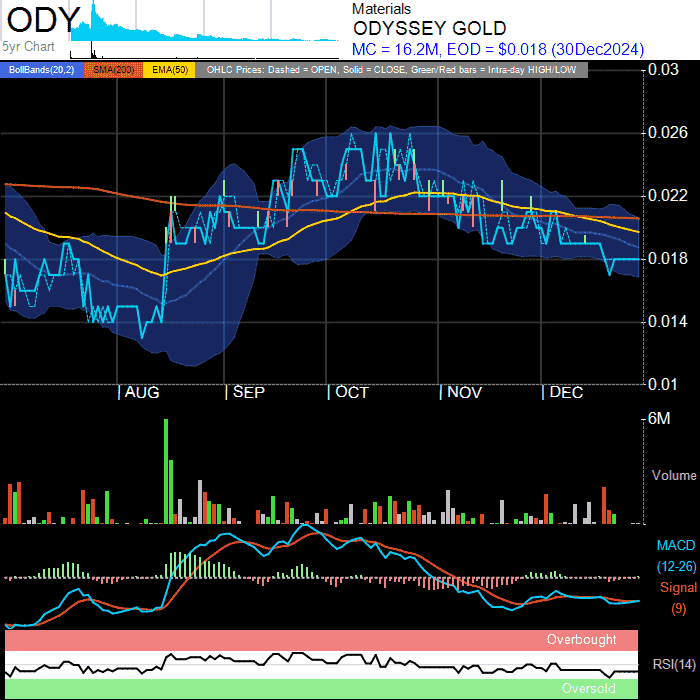 ODY
5yr Chart
Materials
ODYSSEY GOLD
MC = 16.2M, EOD = $0.018 (30Dec2024)
BollBands(20,2) SMA(200) EMA(50) OHLC Prices: Dashed = OPEN, Solid = CLOSE, Green/Red bars = Intra-day HIGH/LOW
0.03
0.026
0.022
0.018
0.014
0.01
AUG SEP OCT NOV DEC
6M
Volume
MACD
(12-26)
Signal
(9)
Overbought
RSI(14)
Oversold